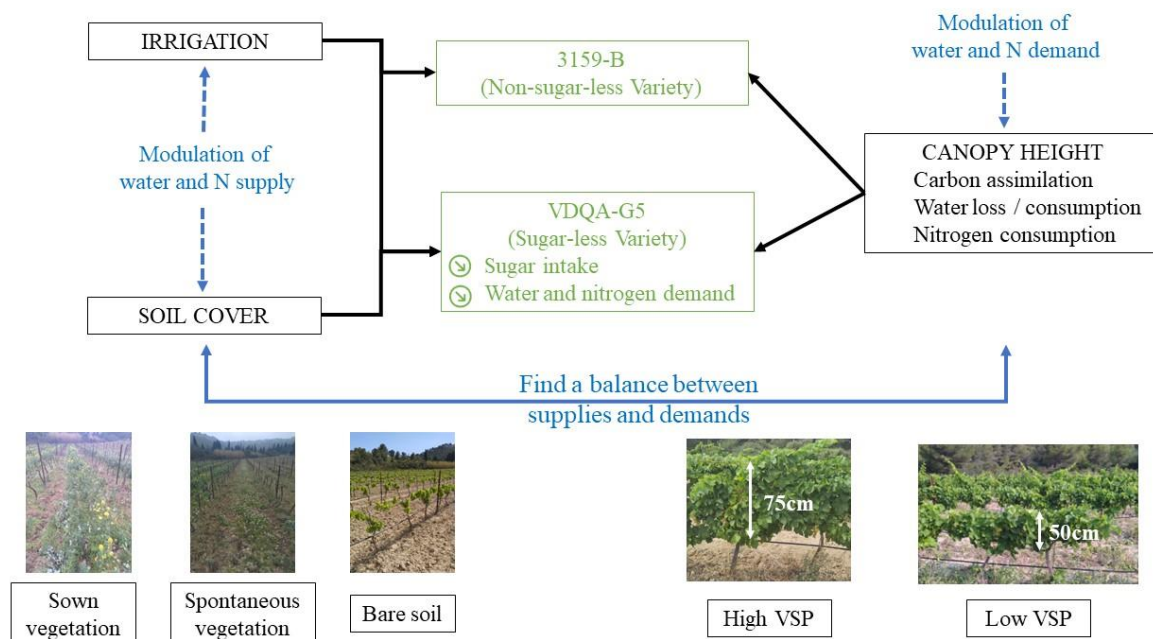 IRRIGATION
Modulation of
water and N supply
SOIL COVER
3159-B
(Non-sugar-less Variety)
VDQA-G5
(Sugar-less Variety)
Sugar intake
Water and nitrogen demand
Modulation of
water and N demand
CANOPY HEIGHT
Carbon assimilation
Water loss / consumption
Nitrogen consumption
Find a balance between
supplies and demands
75cm
50cm
Sown
vegetation
Spontaneous
vegetation
Bare soil
High VSP
Low VSP